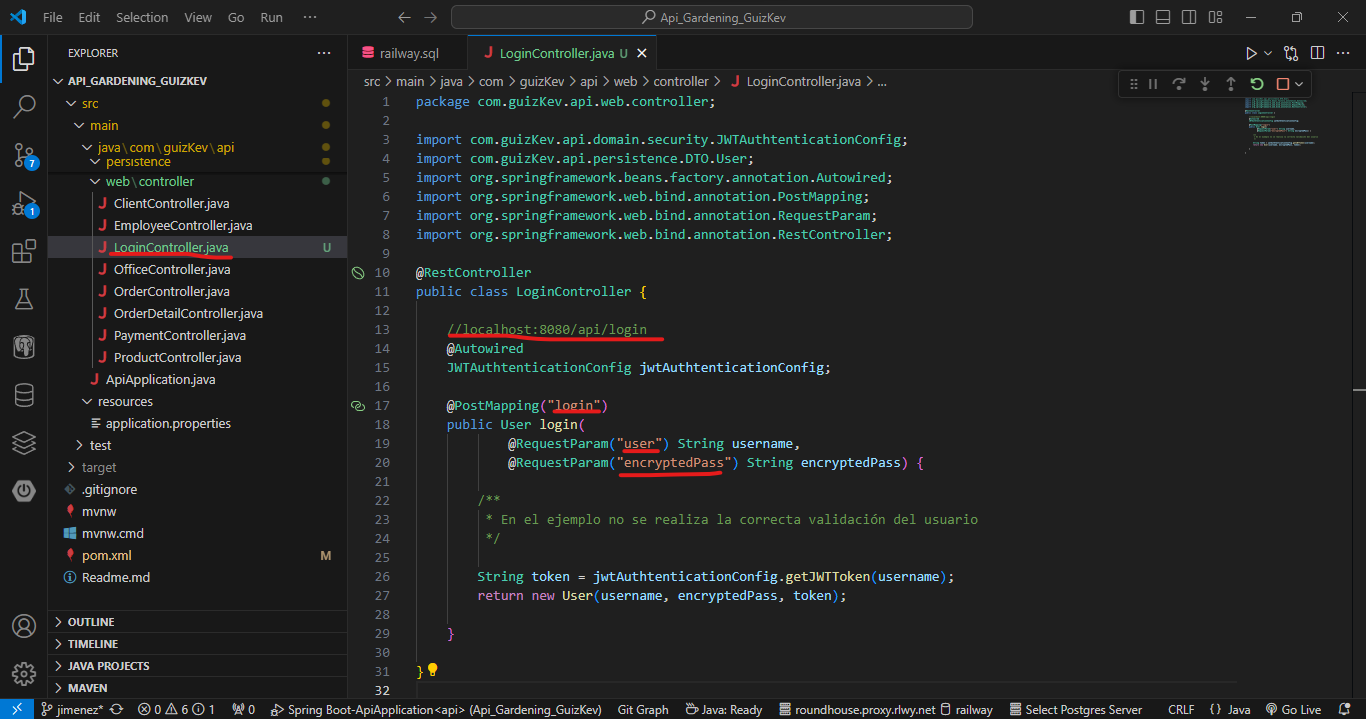 File Edit Selection View Go Run ··· Api_Gardening_GuizKev
EXPLORER ···
API_GARDENING_GUIZKEV
src
main
java\com\guizKev\api
persistence
web\controller
ClientController.java
EmployeeController.java
LoginController.java U
OfficeController.java
OrderController.java
OrderDetailController.java
PaymentController.java
ProductController.java
ApiApplication.java
resources
application.properties
test
target
.gitignore
mvnw
mvnw.cmd
pom.xml M
Readme.md
OUTLINE
TIMELINE
JAVA PROJECTS
MAVEN
7
1
railway.sql LoginController.java U
src > main > java > com > guizKev > api > web > controller > LoginController.java > ...
1 package com.guizKev.api.web.controller;
2
3 import com.guizKev.api.domain.security.JWTAuthtenticationConfig;
4 import com.guizKev.api.persistence.DTO.User;
5 import org.springframework.beans.factory.annotation.Autowired;
6 import org.springframework.web.bind.annotation.PostMapping;
7 import org.springframework.web.bind.annotation.RequestParam;
8 import org.springframework.web.bind.annotation.RestController;
9
10 @RestController
11 public class LoginController {
12
13 //localhost:8080/api/login
14 @Autowired
15 JWTAuthtenticationConfig jwtAuthtenticationConfig;
16
17 @PostMapping("login")
18 public User login(
19 @RequestParam("user") String username,
20 @RequestParam("encryptedPass") String encryptedPass) {
21
22 /**
23 * En el ejemplo no se realiza la correcta validación del usuario
24 */
25
26 String token = jwtAuthtenticationConfig.getJWTToken(username);
27 return new User(username, encryptedPass, token);
28
29 }
30
31 }
32
jimenez* 0 6 1 0 Spring Boot-ApiApplication<api> (Api_Gardening_GuizKev) Git Graph Java: Ready roundhouse.proxy.rlwy.net railway Select Postgres Server CRLF {} Java Go Live